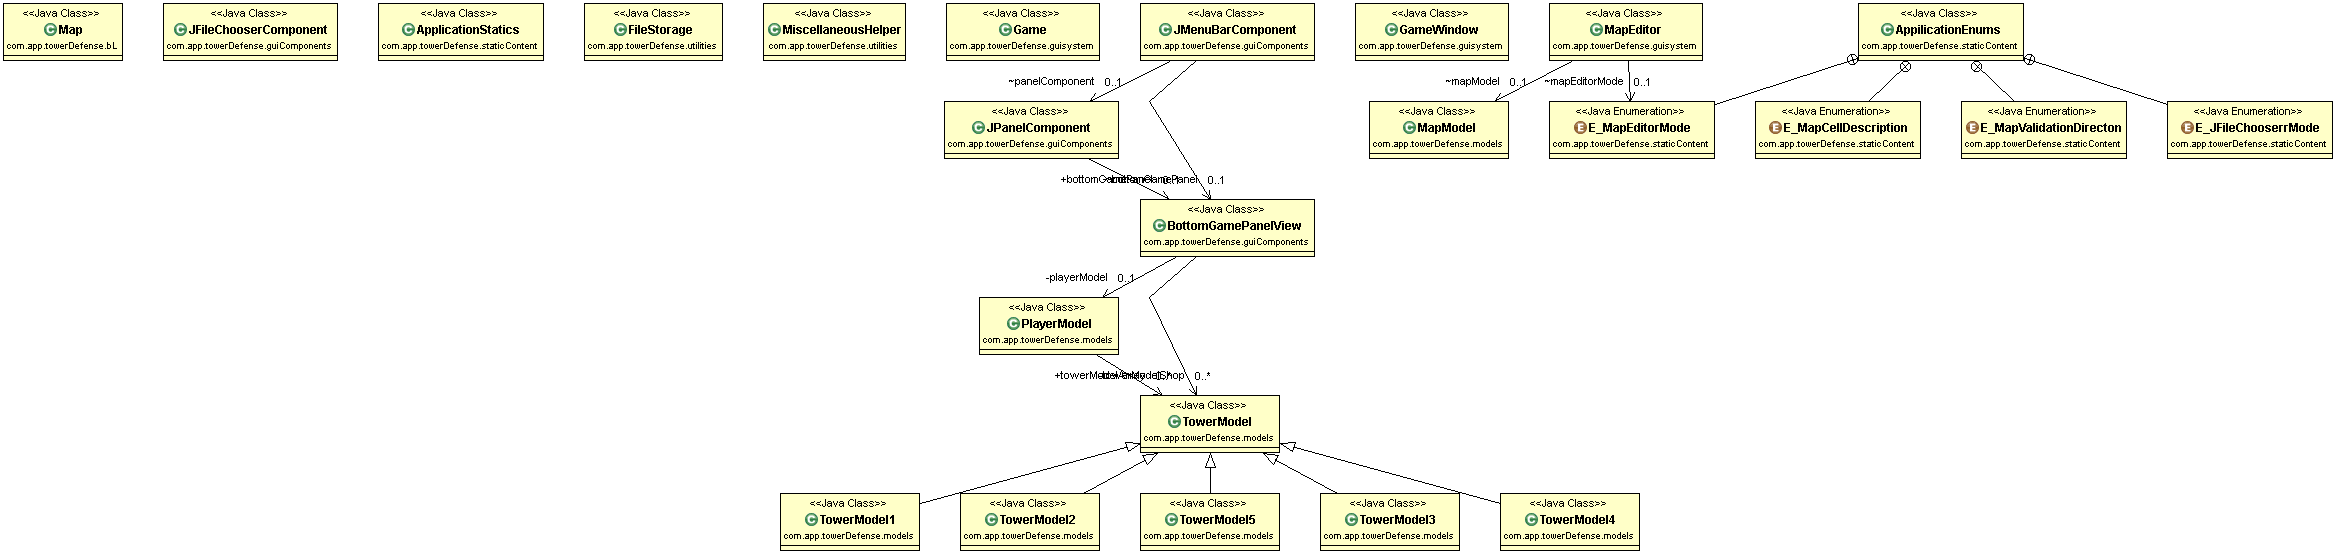 <<Java Class>>
Map
com.app.towerDefense.bL
<<Java Class>>
JFileChooserComponent
com.app.towerDefense.guiComponents
<<Java Class>>
ApplicationStatics
com.app.towerDefense.staticContent
<<Java Class>>
FileStorage
com.app.towerDefense.utilities
<<Java Class>>
MiscellaneousHelper
com.app.towerDefense.utilities
<<Java Class>>
Game
com.app.towerDefense.guisystem
<<Java Class>>
JMenuBarComponent
com.app.towerDefense.guiComponents
<<Java Class>>
GameWindow
com.app.towerDefense.guisystem
<<Java Class>>
MapEditor
com.app.towerDefense.guisystem
<<Java Class>>
AppilicationEnums
com.app.towerDefense.staticContent
~panelComponent 0..1
~mapModel 0..1
~mapEditorMode 0..1
<<Java Class>>
JPanelComponent
com.app.towerDefense.guiComponents
<<Java Class>>
MapModel
com.app.towerDefense.models
<<Java Enumeration>>
E_MapEditorMode
com.app.towerDefense.staticContent
<<Java Enumeration>>
E_MapCellDescription
com.app.towerDefense.staticContent
<<Java Enumeration>>
E_MapValidationDirecton
com.app.towerDefense.staticContent
<<Java Enumeration>>
E_JFileChooserrMode
com.app.towerDefense.staticContent
0..1
0..1
<<Java Class>>
BottomGamePanelView
com.app.towerDefense.guiComponents
-playerModel 0..1
<<Java Class>>
PlayerModel
com.app.towerDefense.models
0..*
0..*
<<Java Class>>
TowerModel
com.app.towerDefense.models
<<Java Class>>
TowerModel1
com.app.towerDefense.models
<<Java Class>>
TowerModel2
com.app.towerDefense.models
<<Java Class>>
TowerModel5
com.app.towerDefense.models
<<Java Class>>
TowerModel3
com.app.towerDefense.models
<<Java Class>>
TowerModel4
com.app.towerDefense.models